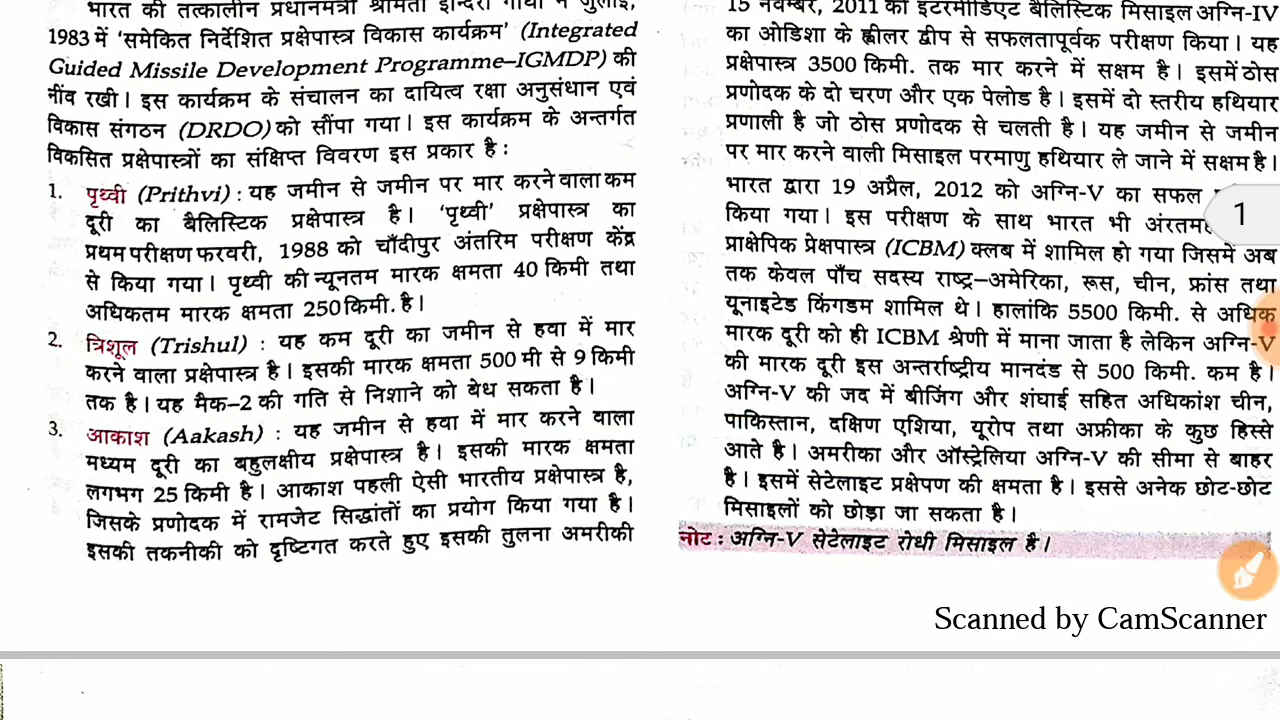 भारत की तत्कालीन प्रधानमंत्री श्रीमती इन्दिरा गांधी ने जुलाई,
1983 में ‘समेकित निर्देशित प्रक्षेपास्त्र विकास कार्यक्रम’ (Integrated
Guided Missile Development Programme–IGMDP) की
नींव रखी। इस कार्यक्रम के संचालन का दायित्व रक्षा अनुसंधान एवं
विकास संगठन (DRDO) को सौंपा गया। इस कार्यक्रम के अन्तर्गत
विकसित प्रक्षेपास्त्रों का संक्षिप्त विवरण इस प्रकार है :
1. पृथ्वी (Prithvi) : यह जमीन से जमीन पर मार करने वाला कम
दूरी का बैलिस्टिक प्रक्षेपास्त्र है। ‘पृथ्वी’ प्रक्षेपास्त्र का
प्रथम परीक्षण फरवरी, 1988 को चाँदीपुर अंतरिम परीक्षण केंद्र
से किया गया। पृथ्वी की न्यूनतम मारक क्षमता 40 किमी तथा
अधिकतम मारक क्षमता 250 किमी. है।
2. त्रिशूल (Trishul) : यह कम दूरी का जमीन से हवा में मार
करने वाला प्रक्षेपास्त्र है। इसकी मारक क्षमता 500 मी से 9 किमी
तक है। यह मैक–2 की गति से निशाने को बेध सकता है।
3. आकाश (Aakash) : यह जमीन से हवा में मार करने वाला
मध्यम दूरी का बहुलक्षीय प्रक्षेपास्त्र है। इसकी मारक क्षमता
लगभग 25 किमी है। आकाश पहली ऐसी भारतीय प्रक्षेपास्त्र है,
जिसके प्रणोदक में रामजेट सिद्धांतों का प्रयोग किया गया है।
इसकी तकनीकी को दृष्टिगत करते हुए इसकी तुलना अमरीकी
15 नवम्बर, 2011 को इंटरमीडिएट बैलिस्टिक मिसाइल अग्नि-IV
का ओडिशा के ह्वीलर द्वीप से सफलतापूर्वक परीक्षण किया। यह
प्रक्षेपास्त्र 3500 किमी. तक मार करने में सक्षम है। इसमें ठोस
प्रणोदक के दो चरण और एक पेलोड है। इसमें दो स्तरीय हथियार
प्रणाली है जो ठोस प्रणोदक से चलती है। यह जमीन से जमीन
पर मार करने वाली मिसाइल परमाणु हथियार ले जाने में सक्षम है।
भारत द्वारा 19 अप्रैल, 2012 को अग्नि-V का सफल
किया गया। इस परीक्षण के साथ भारत भी
प्राक्षेपिक प्रेक्षपास्त्र (ICBM) क्लब में शामिल हो गया जिसमें अब
तक केवल पाँच सदस्य राष्ट्र–अमेरिका, रूस, चीन, फ्रांस तथा
यूनाइटेड किंगडम शामिल थे। हालांकि 5500 किमी. से अधिक
मारक दूरी को ही ICBM श्रेणी में माना जाता है लेकिन अग्नि-V
की मारक दूरी इस अन्तर्राष्ट्रीय मानदंड से 500 किमी. कम है।
अग्नि-V की जद में बीजिंग और शंघाई सहित अधिकांश चीन,
पाकिस्तान, दक्षिण एशिया, यूरोप तथा अफ्रीका के कुछ हिस्से
आते है। अमरीका और ऑस्ट्रेलिया अग्नि-V की सीमा से बाहर
है। इसमें सेटेलाइट प्रक्षेपण की क्षमता है। इससे अनेक छोट-छोट
मिसाइलों को छोड़ा जा सकता है।
नोट : अग्नि-V सेटेलाइट रोधी मिसाइल है।
1
Scanned by CamScanner